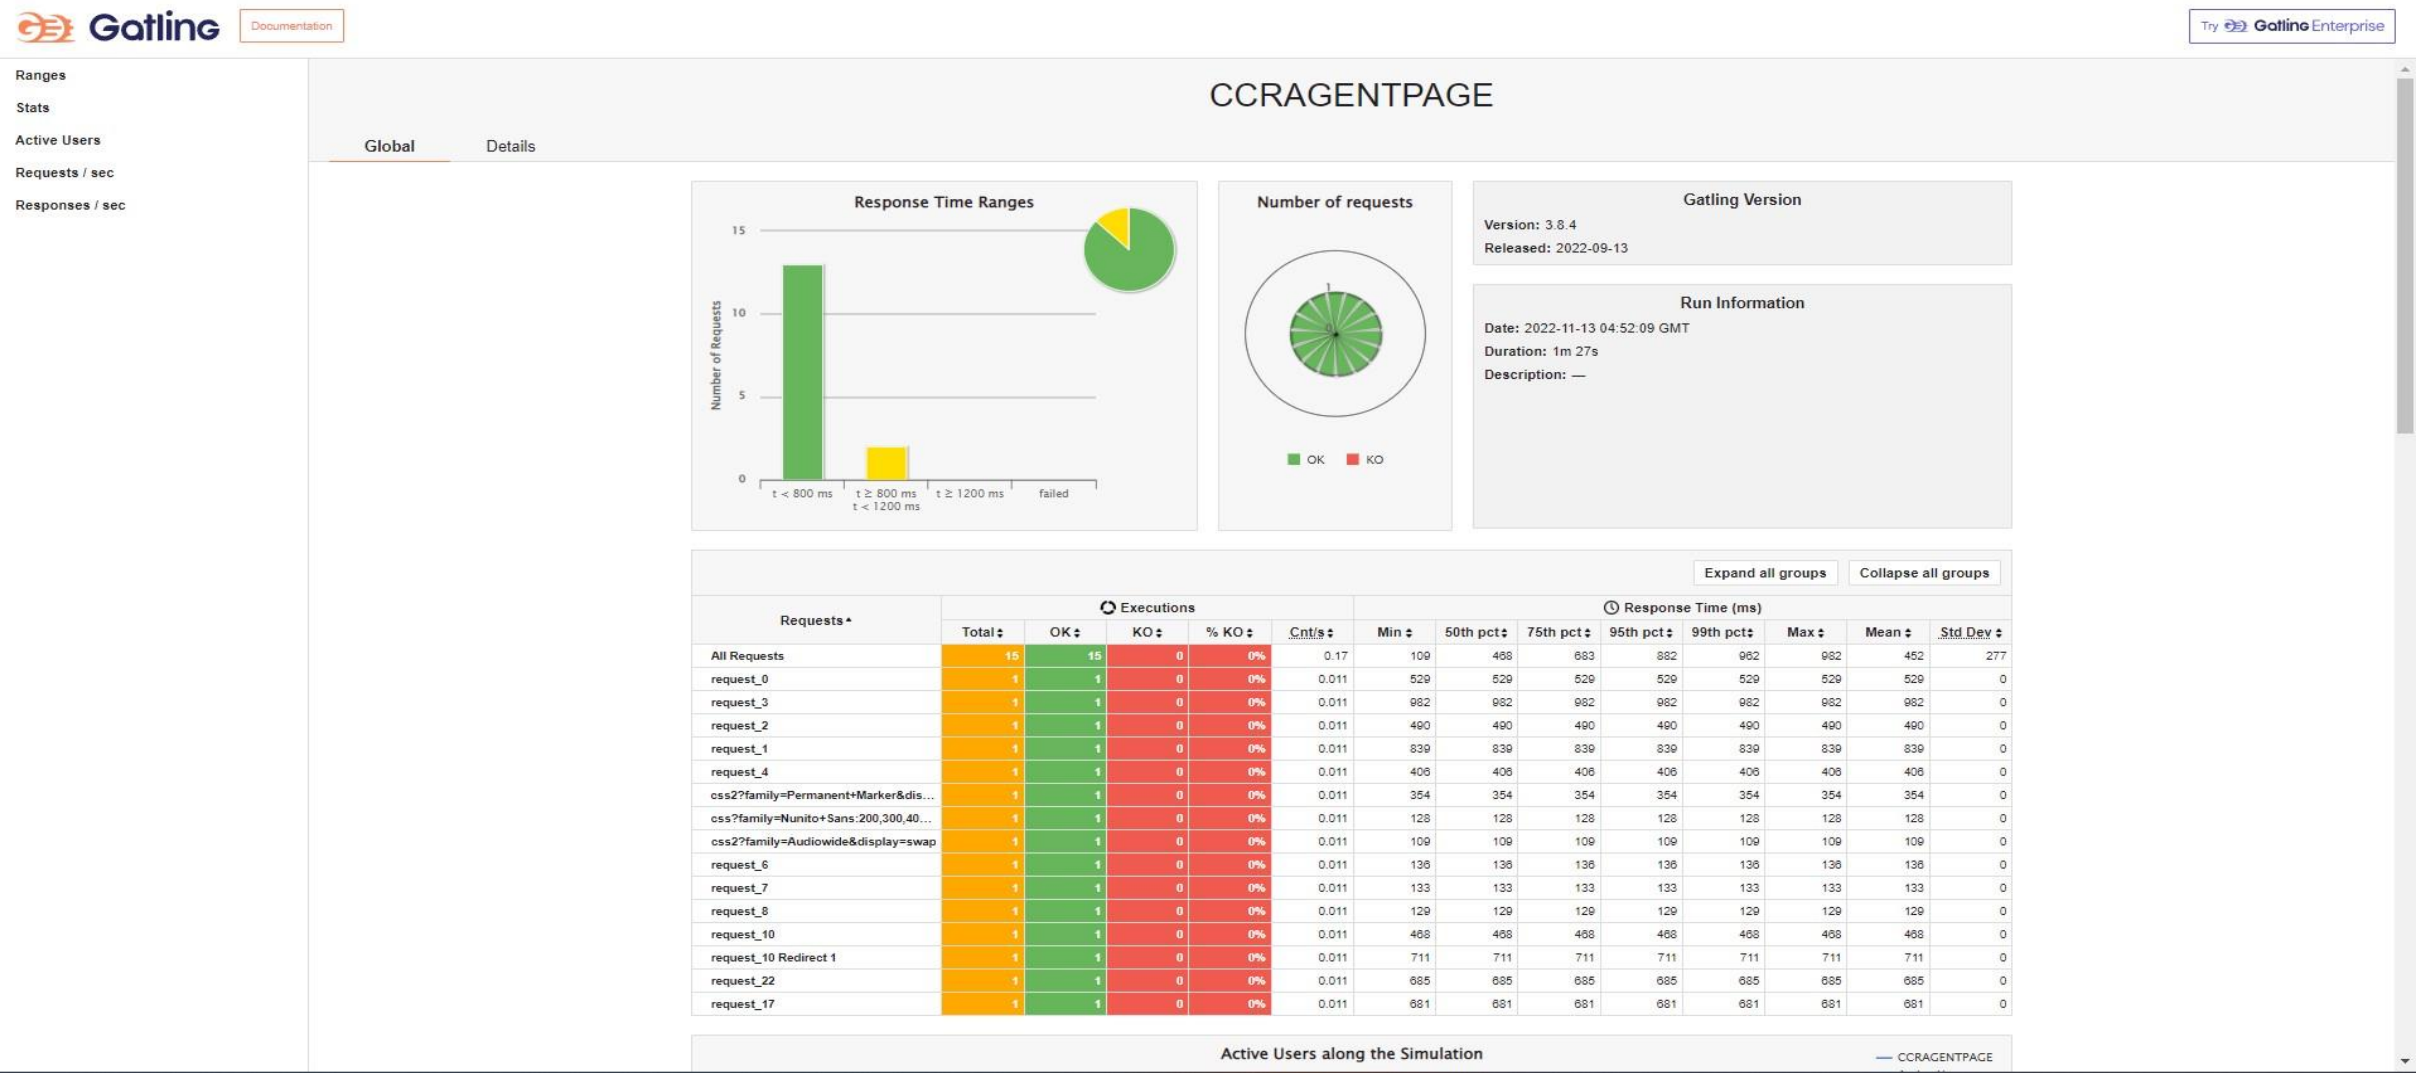 Gatling Documentation Try Gatling Enterprise
Ranges
Stats
Active Users
Requests / sec
Responses / sec
CCRAGENTPAGE
Global Details
Response Time Ranges
15
10
5
0
Number of Requests
t < 800 ms
t ≥ 800 ms
t < 1200 ms
t ≥ 1200 ms
failed
Number of requests
1
0
OK KO
Gatling Version
Version: 3.8.4
Released: 2022-09-13
Run Information
Date: 2022-11-13 04:52:09 GMT
Duration: 1m 27s
Description: —
Expand all groups Collapse all groups
Requests Executions Response Time (ms)
Total OK KO % KO Cnt/s Min 50th pct 75th pct 95th pct 99th pct Max Mean Std Dev
All Requests 15 15 0 0% 0.17 109 468 683 882 962 982 452 277
request_0 1 1 0 0% 0.011 529 529 529 529 529 529 529 0
request_3 1 1 0 0% 0.011 982 982 982 982 982 982 982 0
request_2 1 1 0 0% 0.011 490 490 490 490 490 490 490 0
request_1 1 1 0 0% 0.011 839 839 839 839 839 839 839 0
request_4 1 1 0 0% 0.011 406 406 406 406 406 406 406 0
css2?family=Permanent+Marker&dis... 1 1 0 0% 0.011 354 354 354 354 354 354 354 0
css?family=Nunito+Sans:200,300,40... 1 1 0 0% 0.011 128 128 128 128 128 128 128 0
css2?family=Audiowide&display=swap 1 1 0 0% 0.011 109 109 109 109 109 109 109 0
request_6 1 1 0 0% 0.011 136 136 136 136 136 136 136 0
request_7 1 1 0 0% 0.011 133 133 133 133 133 133 133 0
request_8 1 1 0 0% 0.011 129 129 129 129 129 129 129 0
request_10 1 1 0 0% 0.011 468 468 468 468 468 468 468 0
request_10 Redirect 1 1 1 0 0% 0.011 711 711 711 711 711 711 711 0
request_22 1 1 0 0% 0.011 685 685 685 685 685 685 685 0
request_17 1 1 0 0% 0.011 681 681 681 681 681 681 681 0
Active Users along the Simulation
CCRAGENTPAGE